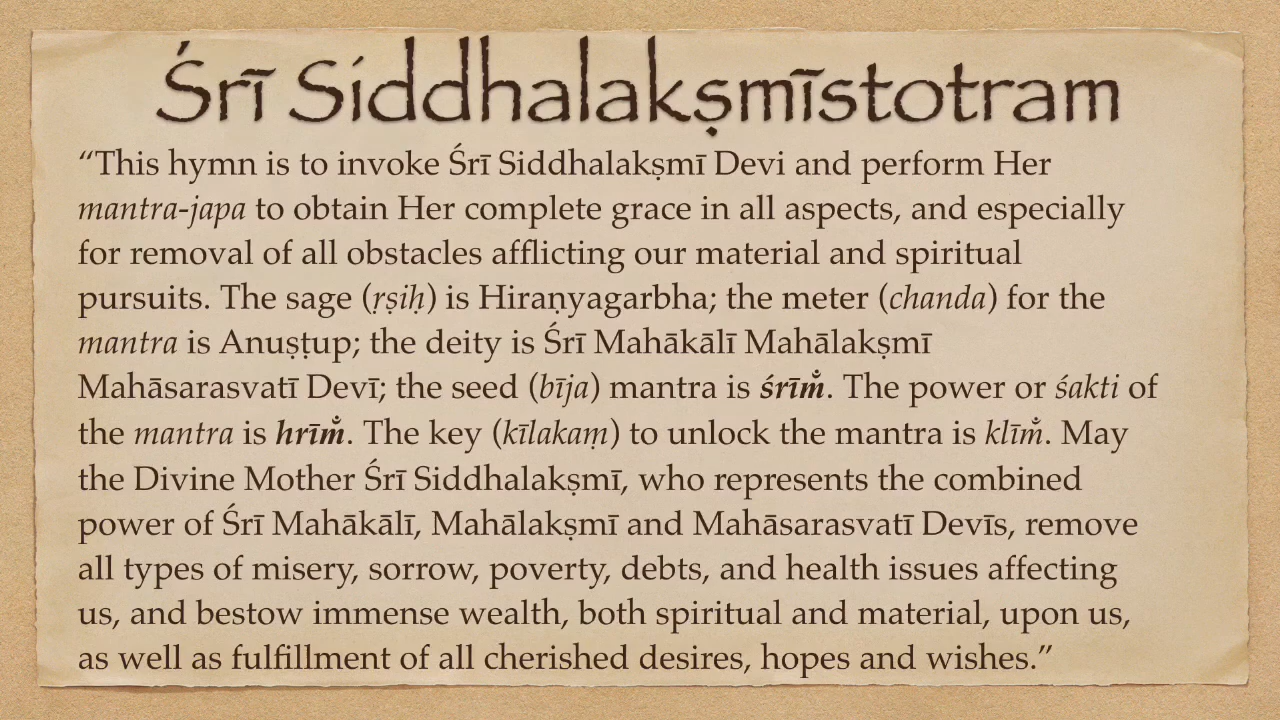 Śrī Siddhalakṣmīstotram
“This hymn is to invoke Śrī Siddhalakṣmī Devi and perform Her
mantra-japa to obtain Her complete grace in all aspects, and especially
for removal of all obstacles afflicting our material and spiritual
pursuits. The sage (ṛṣiḥ) is Hiraṇyagarbha; the meter (chanda) for the
mantra is Anuṣṭup; the deity is Śrī Mahākālī Mahālakṣmī
Mahāsarasvatī Devī; the seed (bīja) mantra is śrīm̐. The power or śakti of
the mantra is hrīm̐. The key (kīlakaṃ) to unlock the mantra is klīm̐. May
the Divine Mother Śrī Siddhalakṣmī, who represents the combined
power of Śrī Mahākālī, Mahālakṣmī and Mahāsarasvatī Devīs, remove
all types of misery, sorrow, poverty, debts, and health issues affecting
us, and bestow immense wealth, both spiritual and material, upon us,
as well as fulfillment of all cherished desires, hopes and wishes.”